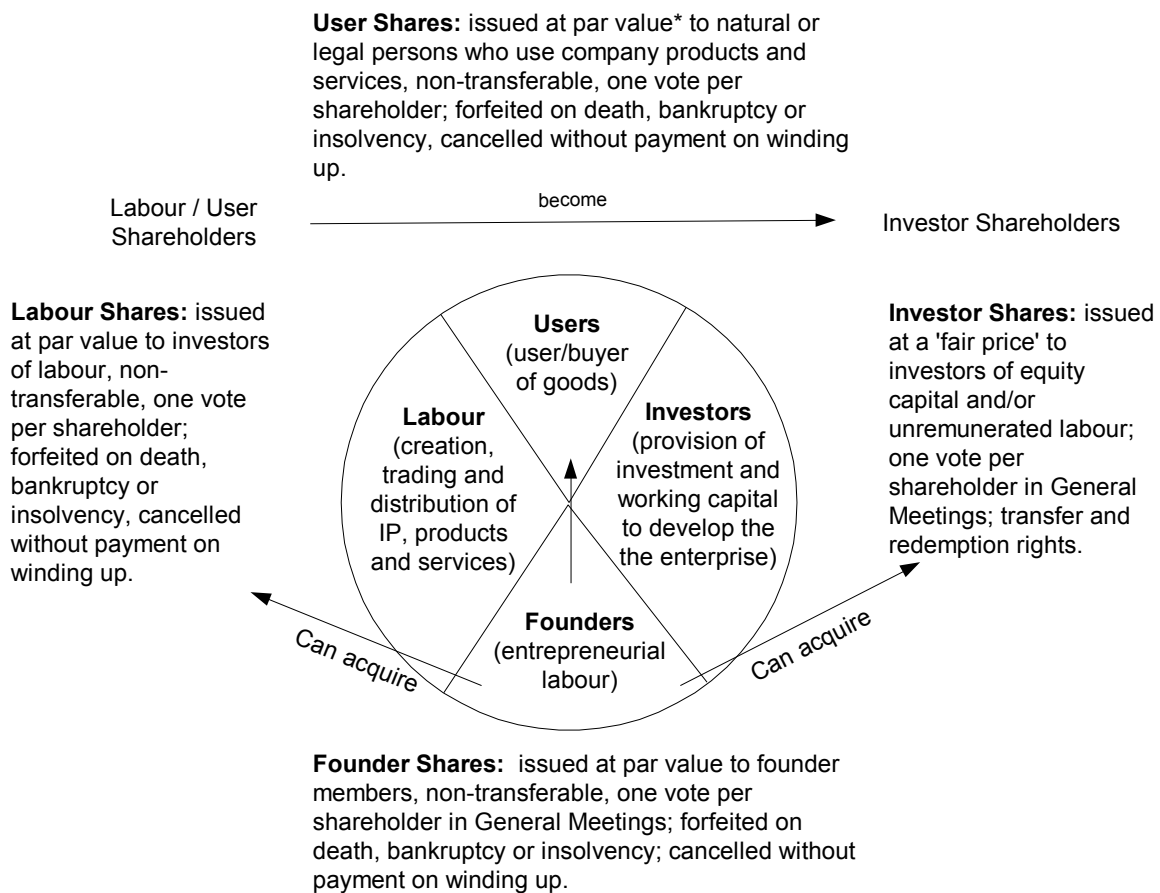 User Shares: issued at par value* to natural or
legal persons who use company products and
services, non-transferable, one vote per
shareholder; forfeited on death, bankruptcy or
insolvency, cancelled without payment on winding
up.
Labour / User
Shareholders
become
Investor Shareholders
Labour Shares: issued
at par value to investors
of labour, non-
transferable, one vote
per shareholder;
forfeited on death,
bankruptcy or
insolvency, cancelled
without payment on
winding up.
Users
(user/buyer
of goods)
Labour
(creation,
trading and
distribution of
IP, products
and services)
Investors
(provision of
investment and
working capital
to develop the
the enterprise)
Investor Shares: issued
at a 'fair price' to
investors of equity
capital and/or
unremunerated labour;
one vote per
shareholder in General
Meetings; transfer and
redemption rights.
Founders
(entrepreneurial
labour)
Can acquire
Can acquire
Founder Shares: issued at par value to founder
members, non-transferable, one vote per
shareholder in General Meetings; forfeited on
death, bankruptcy or insolvency; cancelled without
payment on winding up.